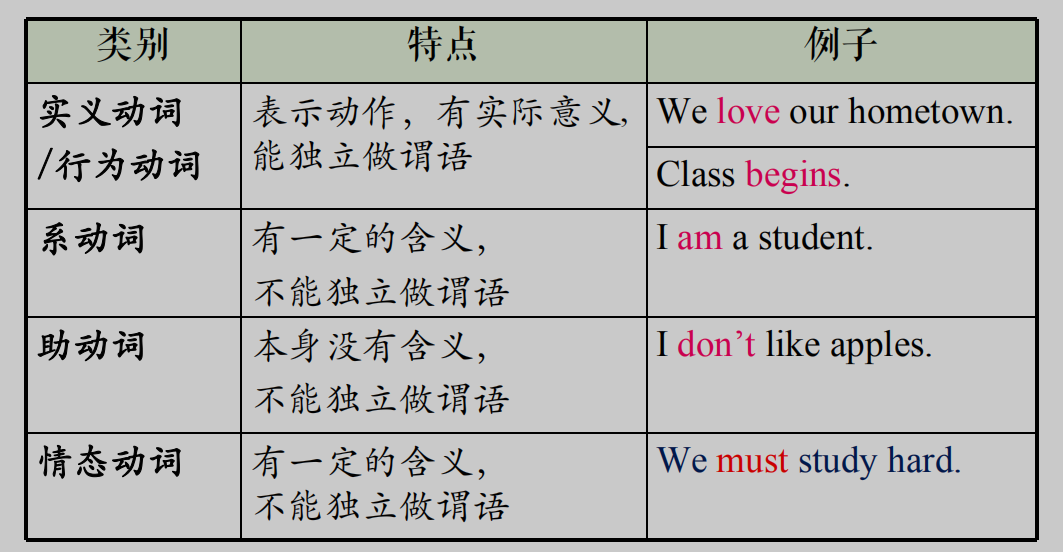 类别 特点 例子
实义动词 表示动作，有实际意义， We love our hometown.
/行为动词 能独立做谓语 Class begins.
系动词 有一定的含义， I am a student.
不能独立做谓语
助动词 本身没有含义， I don’t like apples.
不能独立做谓语
情态动词 有一定的含义， We must study hard.
不能独立做谓语